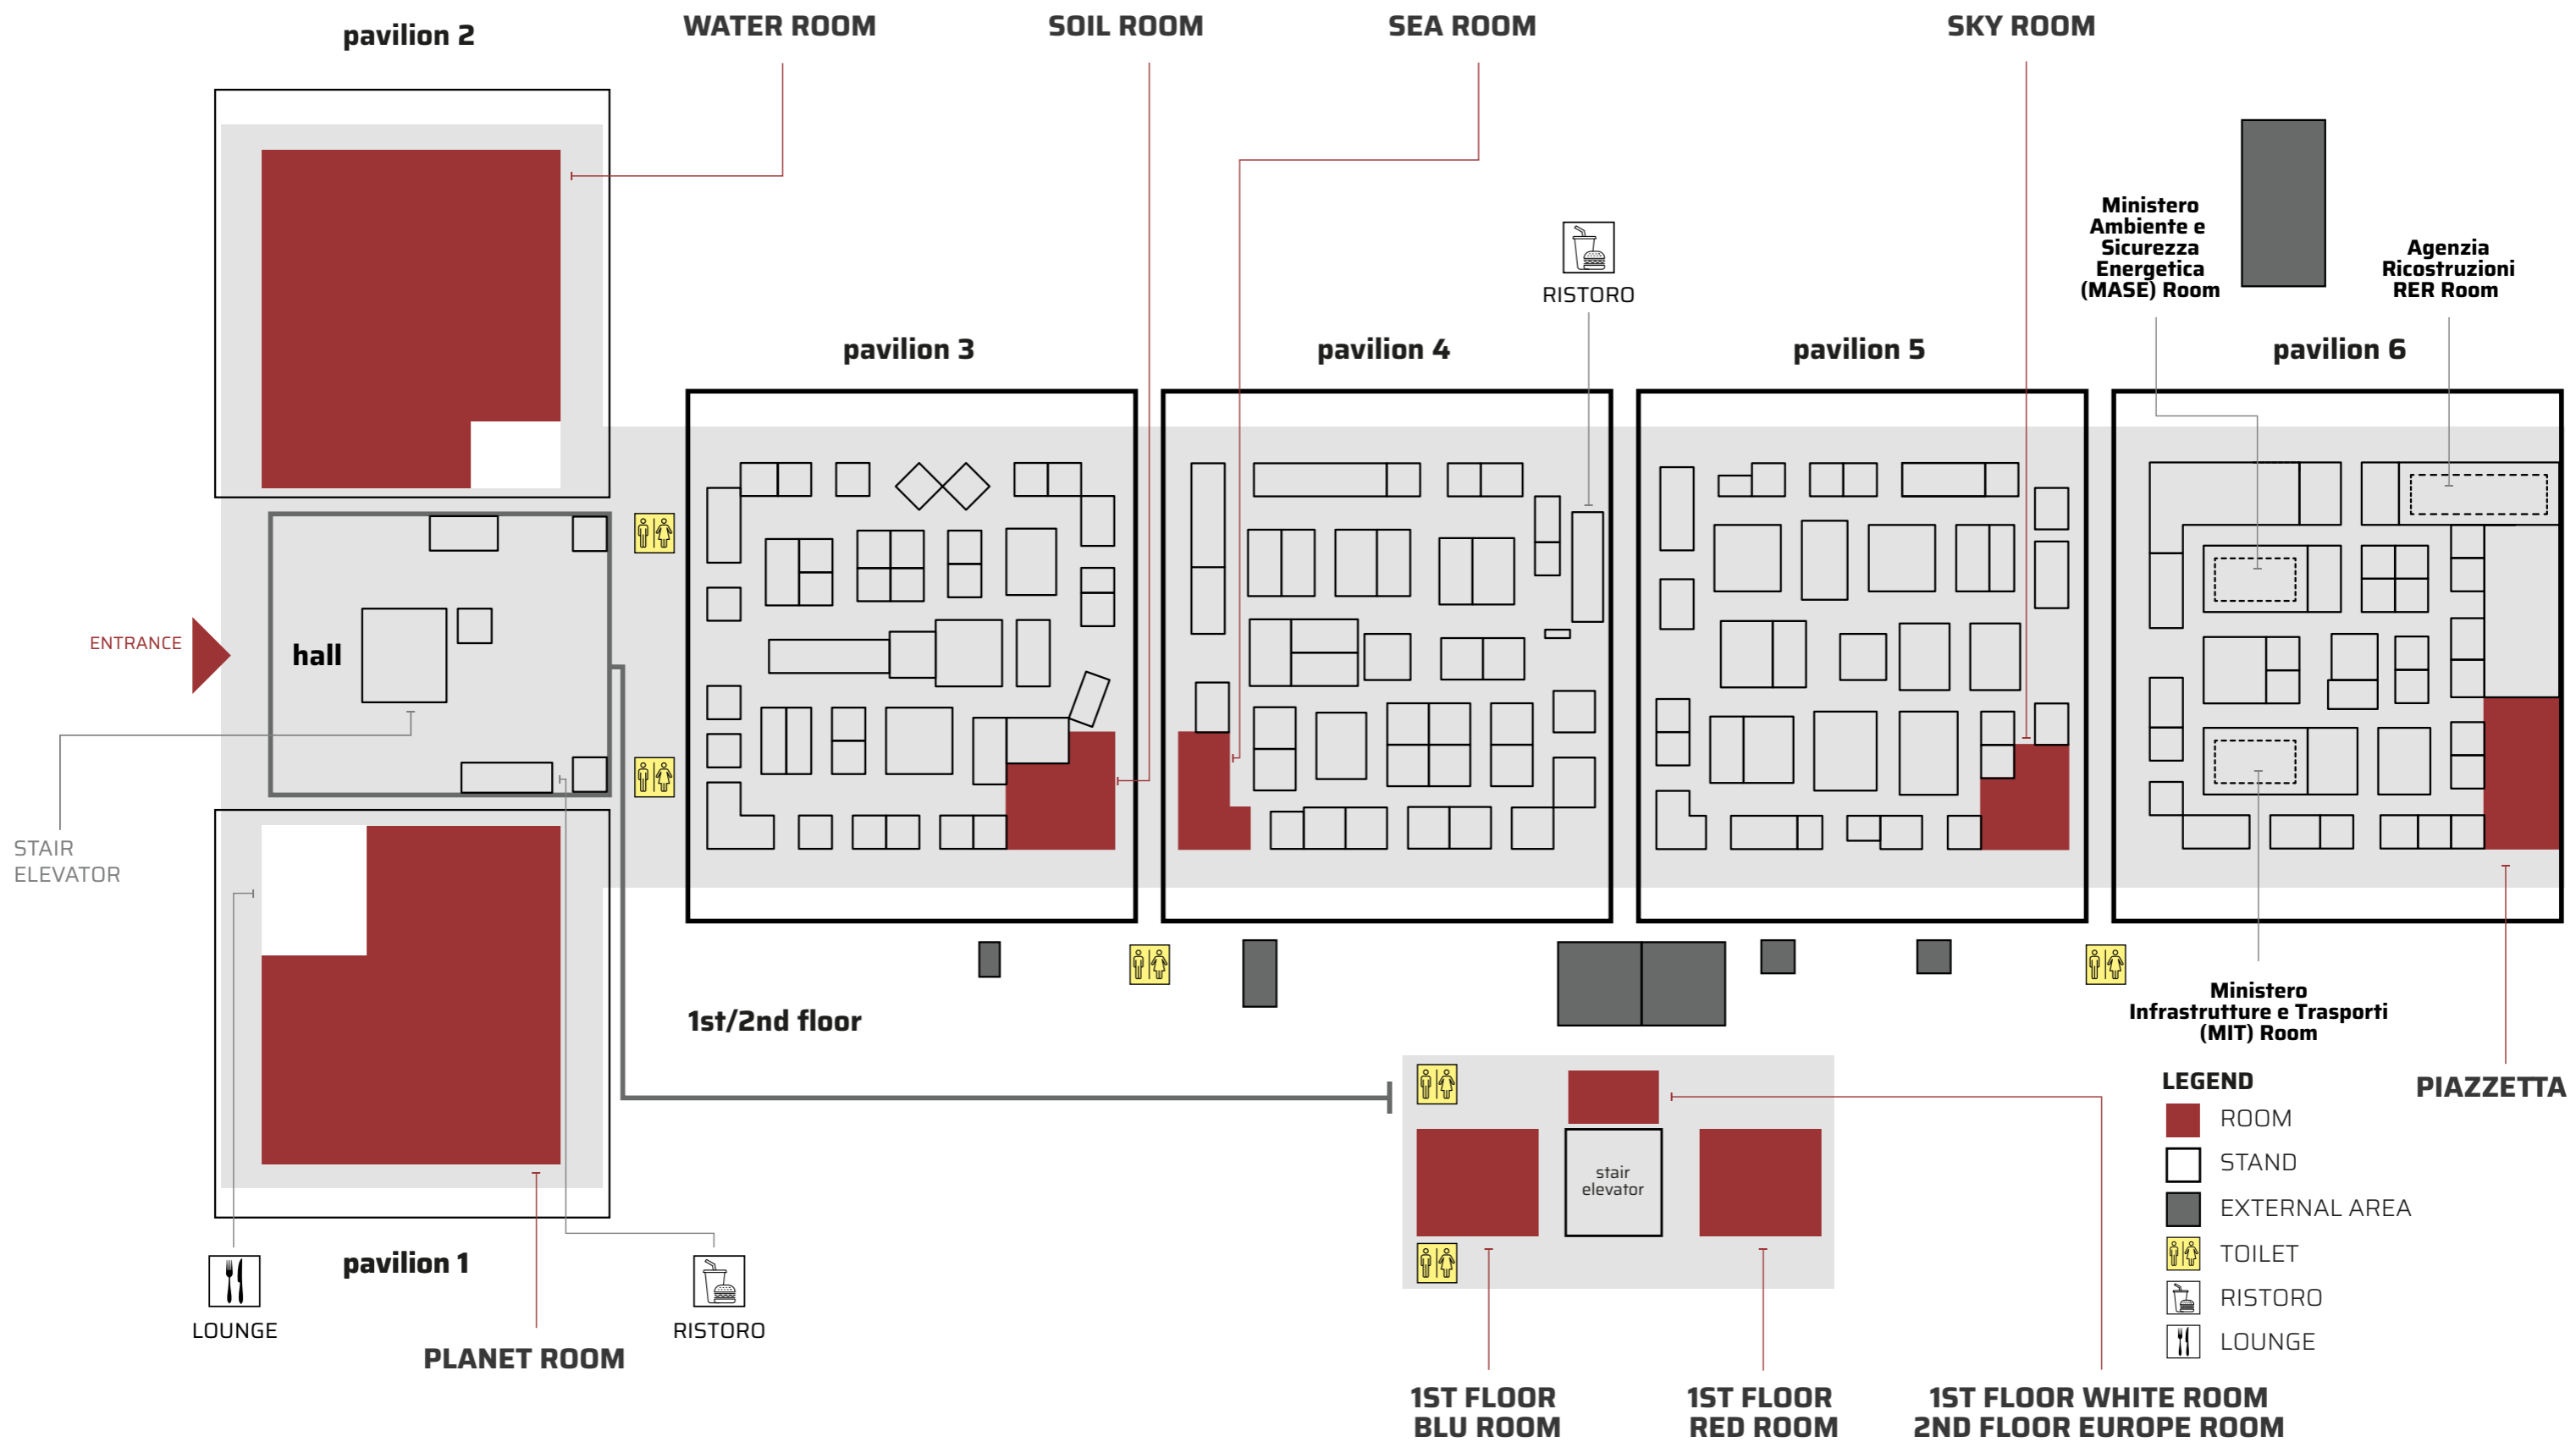 pavilion 2
WATER ROOM
SOIL ROOM
SEA ROOM
SKY ROOM
Ministero
Ambiente e
Sicurezza
Energetica
(MASE) Room
Agenzia
Ricostruzioni
RER Room
RISTORO
pavilion 3
pavilion 4
pavilion 5
pavilion 6
ENTRANCE
hall
STAIR
ELEVATOR
1st/2nd floor
Ministero
Infrastrutture e Trasporti
(MIT) Room
PIAZZETTA
stair
elevator
LEGEND
ROOM
STAND
EXTERNAL AREA
TOILET
RISTORO
LOUNGE
pavilion 1
LOUNGE
RISTORO
PLANET ROOM
1ST FLOOR
BLU ROOM
1ST FLOOR
RED ROOM
1ST FLOOR WHITE ROOM
2ND FLOOR EUROPE ROOM